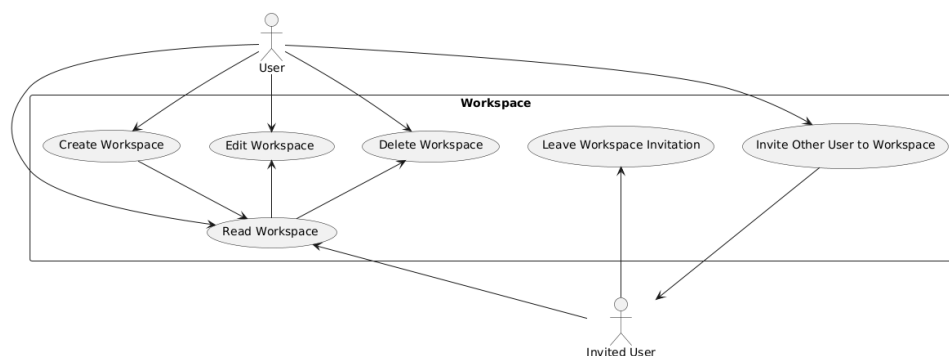 User
Workspace
Create Workspace
Edit Workspace
Delete Workspace
Leave Workspace Invitation
Invite Other User to Workspace
Read Workspace
Invited User